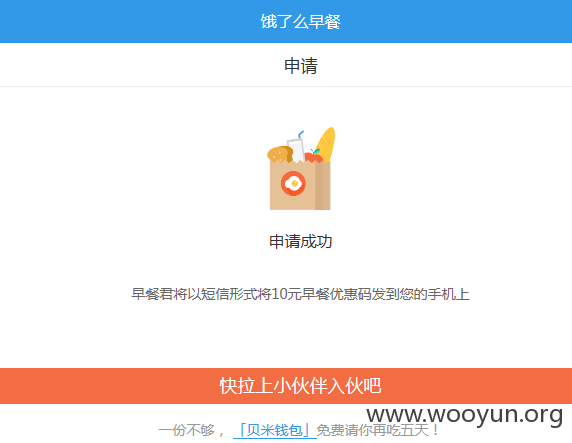 饿了么早餐
申请
申请成功
早餐君将以短信形式将10元早餐优惠码发到您的手机上
快拉上小伙伴入伙吧
www.wooyun.org
一份不够，「贝米钱包」免费请你再吃五天！